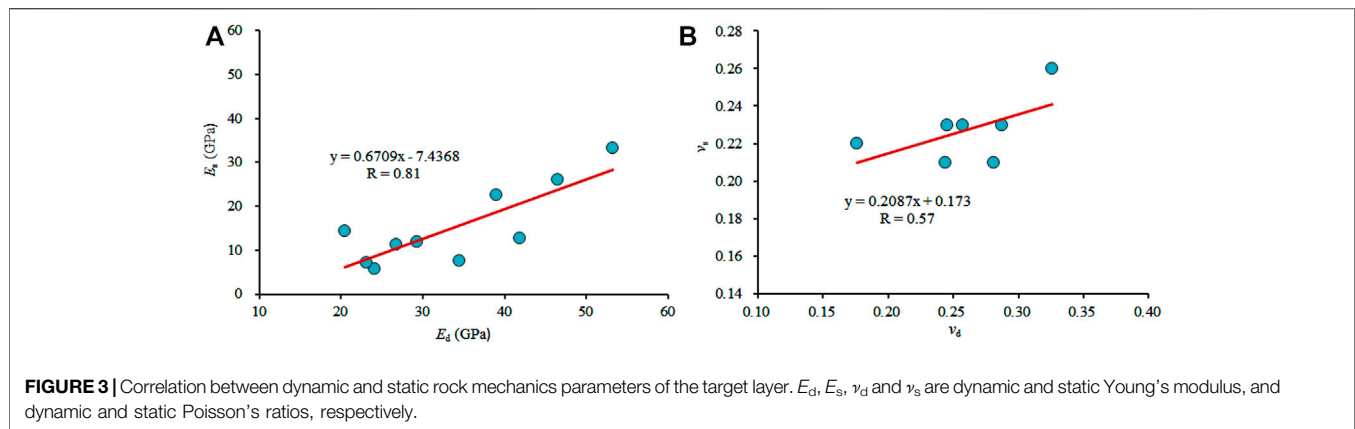 A
60
50
40
30
20
10
0
Es (GPa)
y = 0.6709x - 7.4368
R = 0.81
10 20 30 40 50 60
Ed (GPa)
B
0.28
0.26
0.24
0.22
0.20
0.18
0.16
0.14
νs
y = 0.2087x + 0.173
R = 0.57
0.10 0.15 0.20 0.25 0.30 0.35 0.40
νd
FIGURE 3 | Correlation between dynamic and static rock mechanics parameters of the target layer. Ed, Es, νd and νs are dynamic and static Young's modulus, and
dynamic and static Poisson's ratios, respectively.